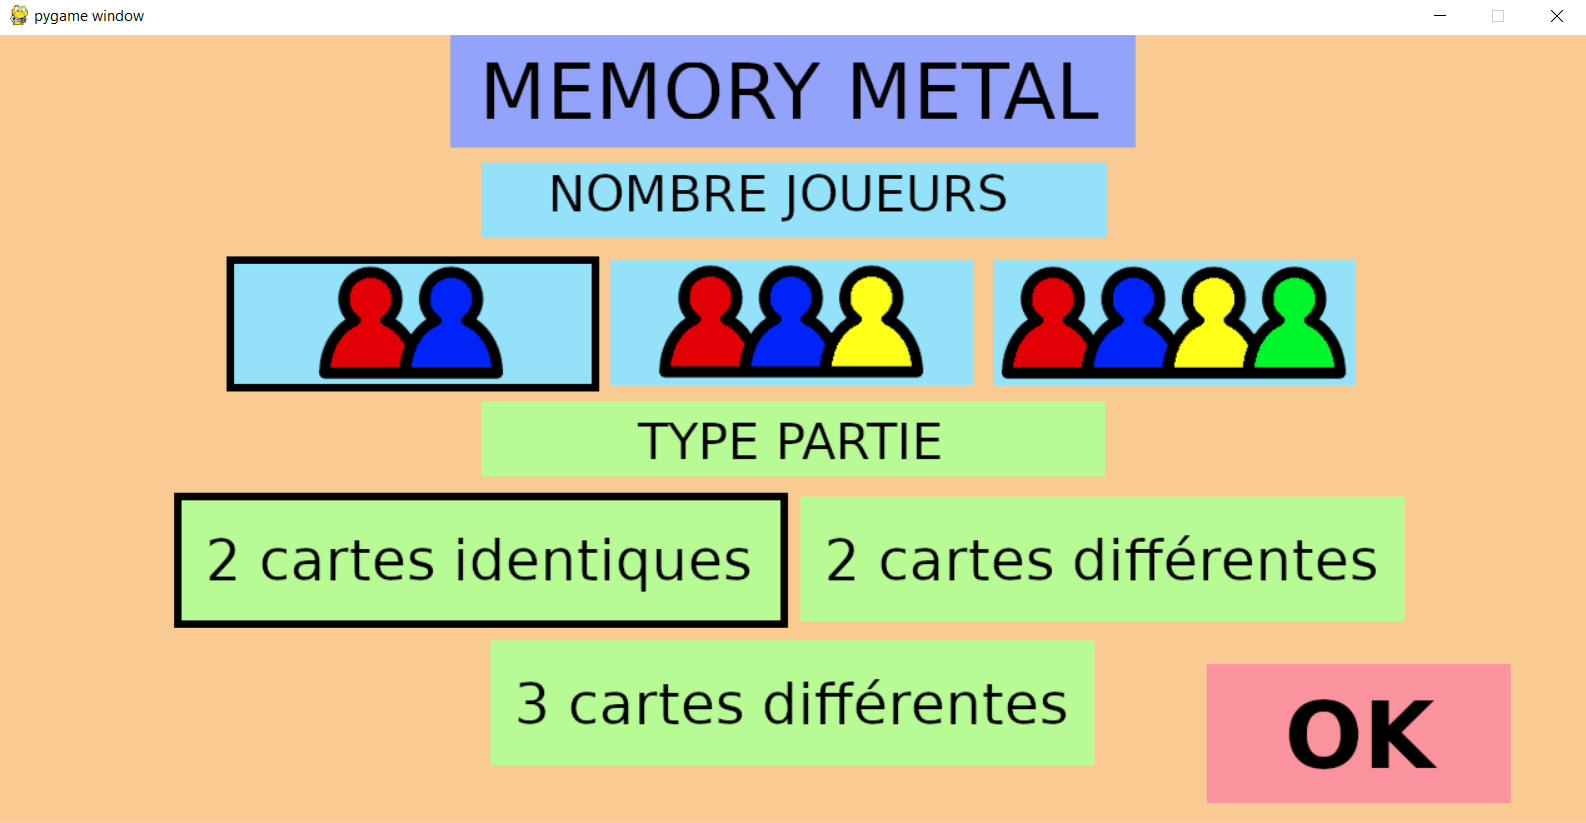 pygame window
MEMORY METAL
NOMBRE JOUEURS
TYPE PARTIE
2 cartes identiques
2 cartes différentes
3 cartes différentes
OK